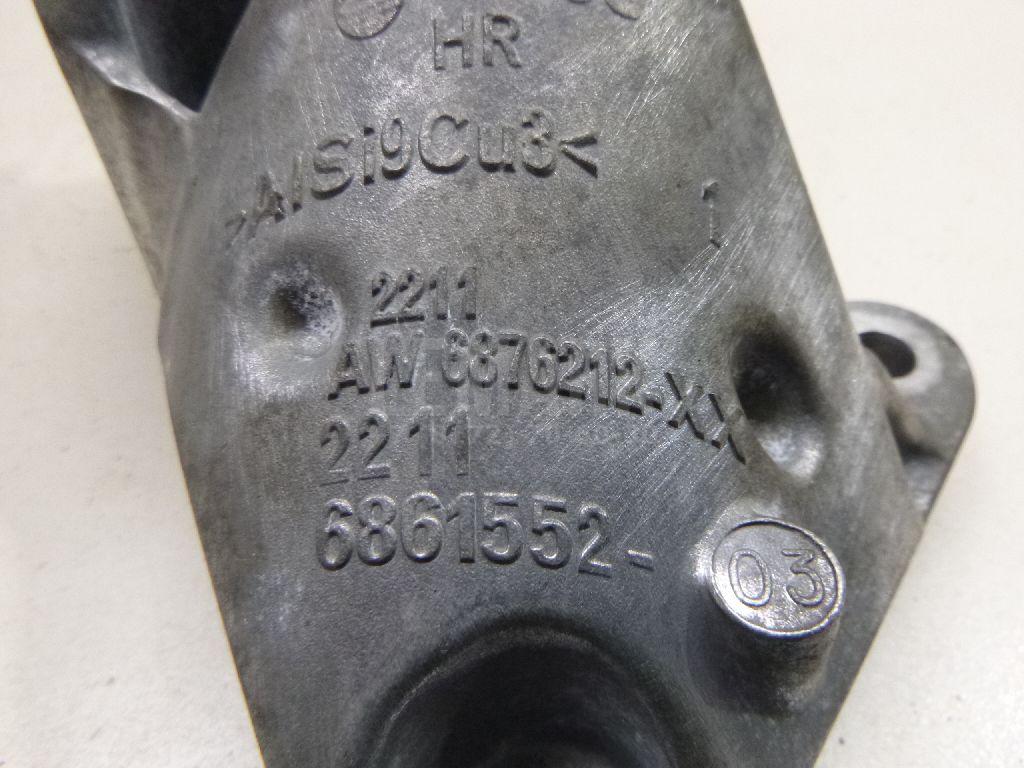 HR
>AlSi9Cu3<
1
2211
AW 6876212-XX
2211
6861552-
03